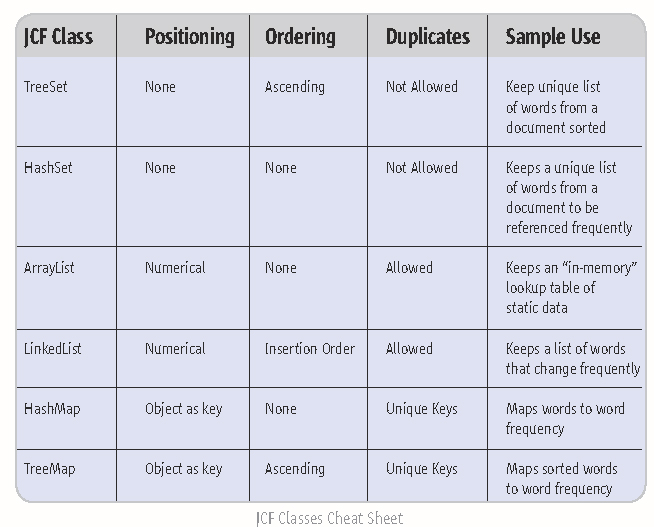 JCF Class Positioning Ordering Duplicates Sample Use
TreeSet None Ascending Not Allowed Keep unique list
of words from a
document sorted
HashSet None None Not Allowed Keeps a unique list
of words from a
document to be
referenced frequently
ArrayList Numerical None Allowed Keeps an “in-memory”
lookup table of
static data
LinkedList Numerical Insertion Order Allowed Keeps a list of words
that change frequently
HashMap Object as key None Unique Keys Maps words to word
frequency
TreeMap Object as key Ascending Unique Keys Maps sorted words
to word frequency
JCF Classes Cheat Sheet